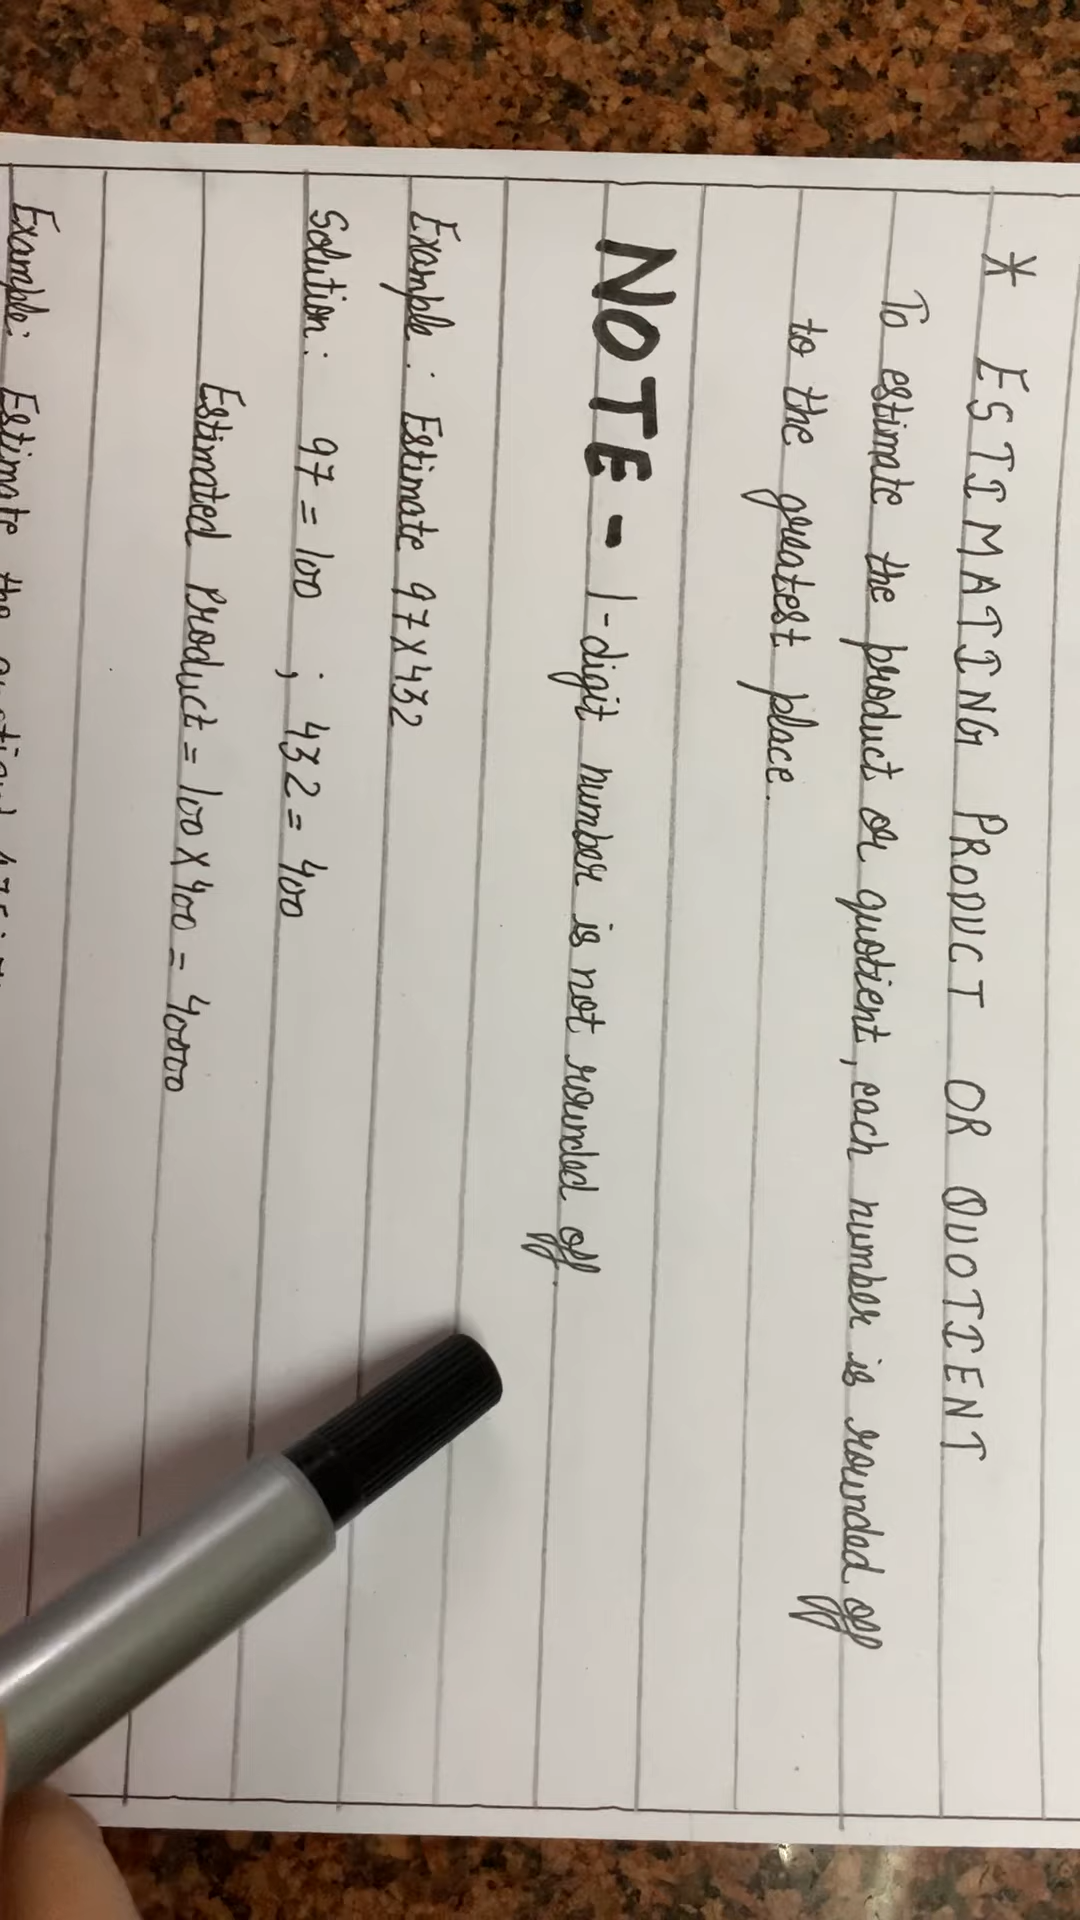 * ESTIMATING PRODUCT OR QUOTIENT
To estimate the product or quotient, each number is rounded off
to the greatest place.
NOTE - 1-digit number is not rounded off.
Example : Estimate 97X432
Solution: 97 = 100 ; 432 = 400
Estimated Product = 100 X 400 = 40000
Example: Estimate the